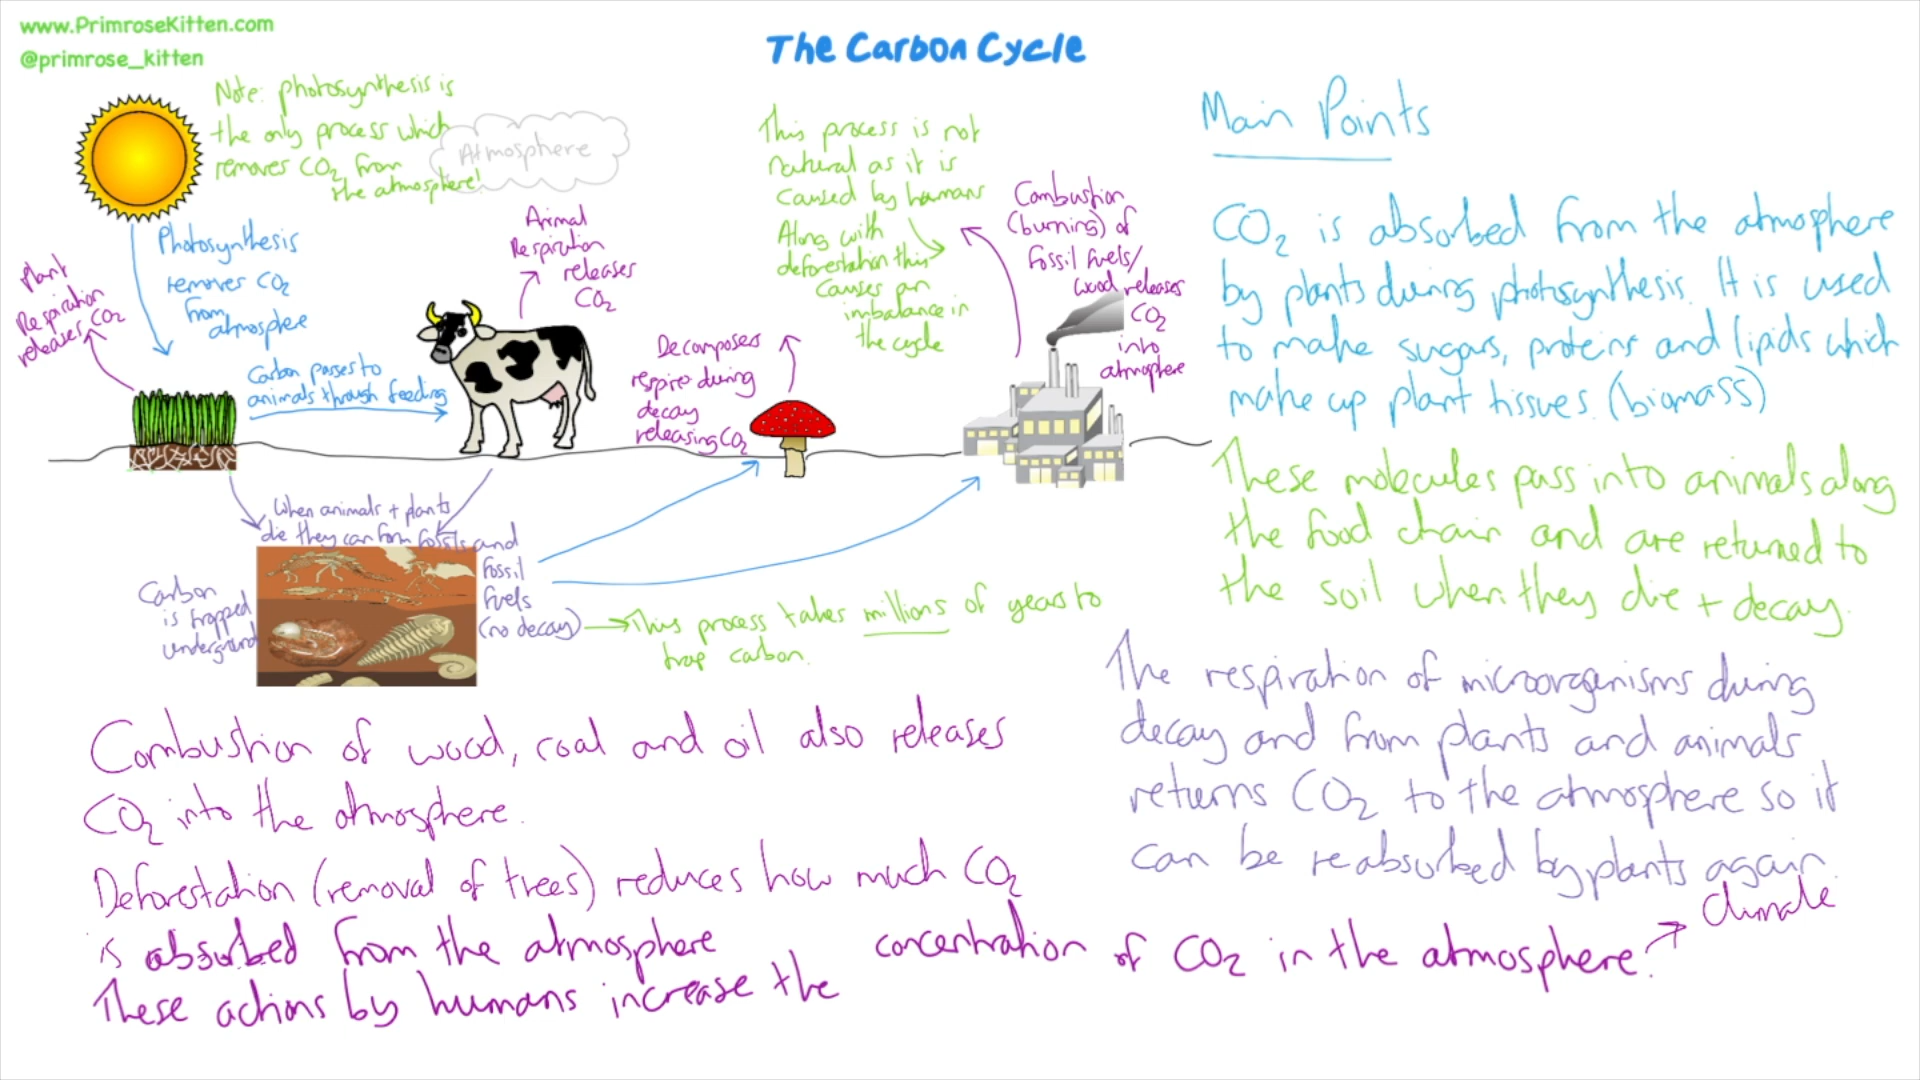 www.PrimroseKitten.com
@primrose_kitten
The Carbon Cycle
Note: photosynthesis is
the only process which
removes CO2 from
the atmosphere!
Atmosphere
Photosynthesis
removes CO2
from
atmosphere
Plant
Respiration
releases CO2
Carbon passes to
animals through feeding
Animal
Respiration
releases
CO2
Decomposers
respire during
decay
releasing CO2
This process is not
natural as it is
caused by humans
Along with
deforestation this
causes an
imbalance in
the cycle
Combustion
(burning) of
fossil fuels/
wood releases
CO2
into
atmosphere
When animals + plants
die they can form fossils and
fossil
fuels
(no decay)
Carbon
is trapped
underground
This process takes millions of years to
trap carbon.
Main Points
CO2 is absorbed from the atmosphere
by plants during photosynthesis. It is used
to make sugars, proteins and lipids which
make up plant tissues (biomass)
These molecules pass into animals along
the food chain and are returned to
the soil when they die + decay.
The respiration of microorganisms during
decay and from plants and animals
returns CO2 to the atmosphere so it
can be reabsorbed by plants again
Combustion of wood, coal and oil also releases
CO2 into the atmosphere.
Deforestation (removal of trees) reduces how much CO2
is absorbed from the atmosphere
These actions by humans increase the concentration of CO2 in the atmosphere.
Climate
?